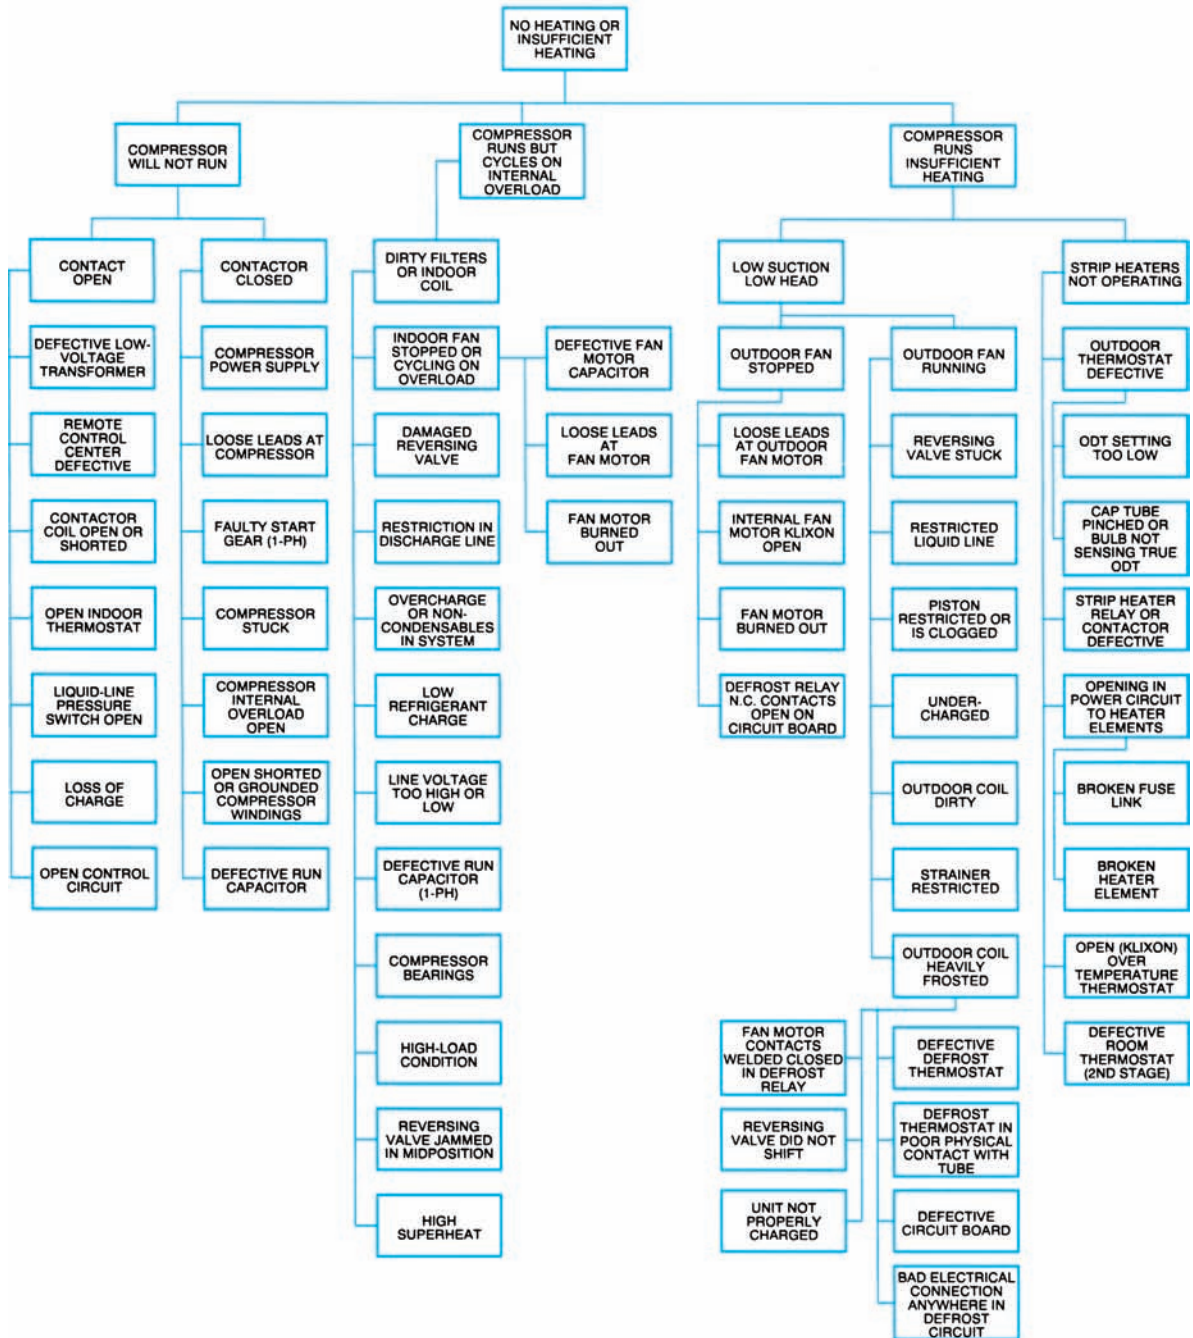 NO HEATING OR
INSUFFICIENT
HEATING
COMPRESSOR
WILL NOT RUN
COMPRESSOR
RUNS BUT
CYCLES ON
INTERNAL
OVERLOAD
COMPRESSOR
RUNS
INSUFFICIENT
HEATING
CONTACT
OPEN
DEFECTIVE LOW-
VOLTAGE
TRANSFORMER
REMOTE
CONTROL
CENTER
DEFECTIVE
CONTACTOR
COIL OPEN OR
SHORTED
OPEN INDOOR
THERMOSTAT
LIQUID-LINE
PRESSURE
SWITCH OPEN
LOSS OF
CHARGE
OPEN CONTROL
CIRCUIT
CONTACTOR
CLOSED
COMPRESSOR
POWER SUPPLY
LOOSE LEADS AT
COMPRESSOR
FAULTY START
GEAR (1-PH)
COMPRESSOR
STUCK
COMPRESSOR
INTERNAL
OVERLOAD
OPEN
OPEN SHORTED
OR GROUNDED
COMPRESSOR
WINDINGS
DEFECTIVE RUN
CAPACITOR
DIRTY FILTERS
OR INDOOR
COIL
INDOOR FAN
STOPPED OR
CYCLING ON
OVERLOAD
DAMAGED
REVERSING
VALVE
RESTRICTION IN
DISCHARGE LINE
OVERCHARGE
OR NON-
CONDENSABLES
IN SYSTEM
LOW
REFRIGERANT
CHARGE
LINE VOLTAGE
TOO HIGH OR
LOW
DEFECTIVE RUN
CAPACITOR
(1-PH)
COMPRESSOR
BEARINGS
HIGH-LOAD
CONDITION
REVERSING
VALVE JAMMED
IN MIDPOSITION
HIGH
SUPERHEAT
DEFECTIVE FAN
MOTOR
CAPACITOR
LOOSE LEADS
AT
FAN MOTOR
FAN MOTOR
BURNED
OUT
LOW SUCTION
LOW HEAD
OUTDOOR FAN
STOPPED
LOOSE LEADS
AT OUTDOOR
FAN MOTOR
INTERNAL FAN
MOTOR KLIXON
OPEN
FAN MOTOR
BURNED OUT
DEFROST RELAY
N.C. CONTACTS
OPEN ON
CIRCUIT BOARD
OUTDOOR FAN
RUNNING
REVERSING
VALVE STUCK
RESTRICTED
LIQUID LINE
PISTON
RESTRICTED OR
IS CLOGGED
UNDER-
CHARGED
OUTDOOR COIL
DIRTY
STRAINER
RESTRICTED
OUTDOOR COIL
HEAVILY
FROSTED
FAN MOTOR
CONTACTS
WELDED CLOSED
IN DEFROST
RELAY
REVERSING
VALVE DID NOT
SHIFT
UNIT NOT
PROPERLY
CHARGED
DEFECTIVE
DEFROST
THERMOSTAT
DEFROST
THERMOSTAT IN
POOR PHYSICAL
CONTACT WITH
TUBE
DEFECTIVE
CIRCUIT BOARD
BAD ELECTRICAL
CONNECTION
ANYWHERE IN
DEFROST
CIRCUIT
STRIP HEATERS
NOT OPERATING
OUTDOOR
THERMOSTAT
DEFECTIVE
ODT SETTING
TOO LOW
CAP TUBE
PINCHED OR
BULB NOT
SENSING TRUE
ODT
STRIP HEATER
RELAY OR
CONTACTOR
DEFECTIVE
OPENING IN
POWER CIRCUIT
TO HEATER
ELEMENTS
BROKEN FUSE
LINK
BROKEN
HEATER
ELEMENT
OPEN (KLIXON)
OVER
TEMPERATURE
THERMOSTAT
DEFECTIVE
ROOM
THERMOSTAT
(2ND STAGE)